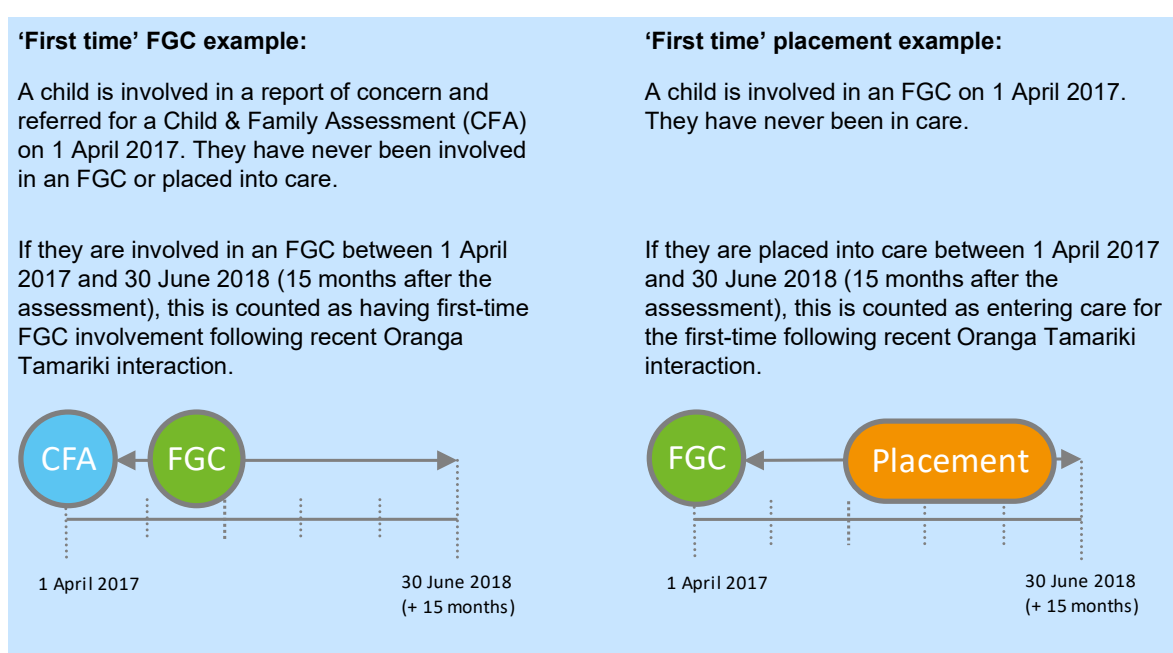 ‘First time’ FGC example:
A child is involved in a report of concern and
referred for a Child & Family Assessment (CFA)
on 1 April 2017. They have never been involved
in an FGC or placed into care.
If they are involved in an FGC between 1 April
2017 and 30 June 2018 (15 months after the
assessment), this is counted as having first-time
FGC involvement following recent Oranga
Tamariki interaction.
CFA
FGC
1 April 2017
30 June 2018
(+ 15 months)
‘First time’ placement example:
A child is involved in an FGC on 1 April 2017.
They have never been in care.
If they are placed into care between 1 April 2017
and 30 June 2018 (15 months after the
assessment), this is counted as entering care for
the first-time following recent Oranga Tamariki
interaction.
FGC
Placement
1 April 2017
30 June 2018
(+ 15 months)